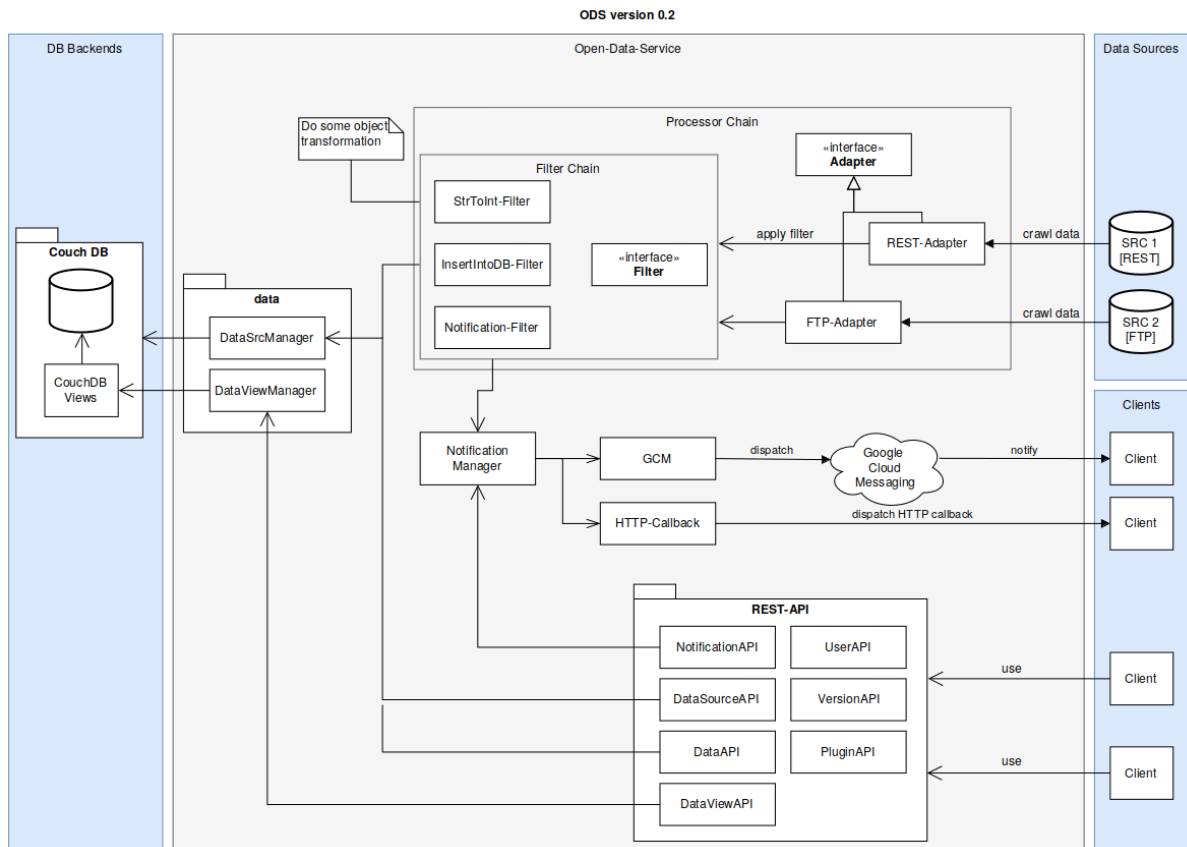 ODS version 0.2
DB Backends
Open-Data-Service
Data Sources
Processor Chain
Do some object
transformation
«interface»
Adapter
Filter Chain
StrToInt-Filter
«interface»
Filter
InsertIntoDB-Filter
Notification-Filter
apply filter
REST-Adapter
crawl data
SRC 1
[REST]
FTP-Adapter
crawl data
SRC 2
[FTP]
Couch DB
CouchDB
Views
data
DataSrcManager
DataViewManager
Clients
Notification
Manager
GCM
dispatch
Google
Cloud
Messaging
notify
Client
HTTP-Callback
dispatch HTTP callback
Client
REST-API
NotificationAPI
UserAPI
DataSourceAPI
VersionAPI
DataAPI
PluginAPI
DataViewAPI
use
Client
use
Client